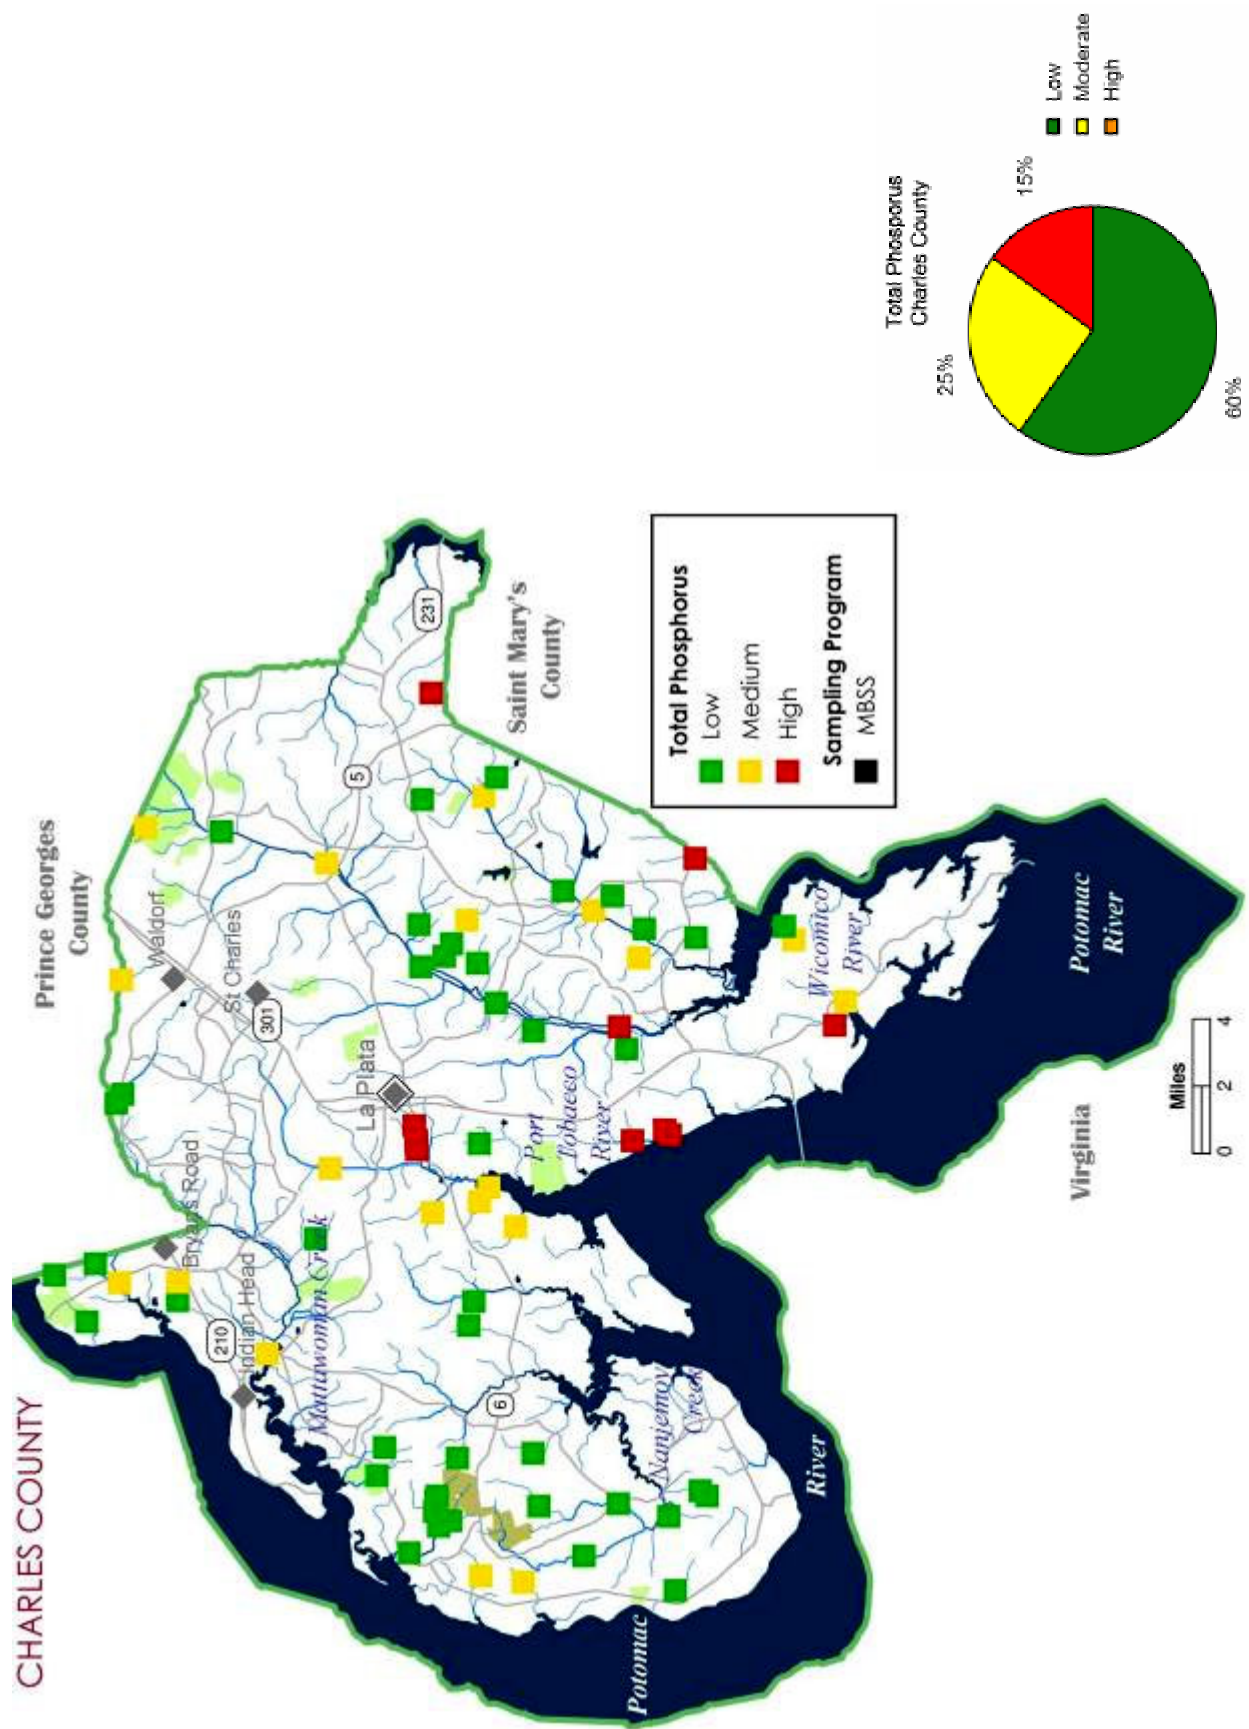 CHARLES COUNTY
Prince Georges
County
Waldorf
St Charles
301
Bryans Road
210
Indian Head
Mattawoman Creek
La Plata
5
231
Saint Mary's
County
Port
Tobacco
River
6
Nanjemoy
Creek
Wicomico
River
Potomac
River
Potomac
River
Virginia
Miles
0 2 4
Total Phosphorus
Low
Medium
High
Sampling Program
MBSS
Total Phosporus
Charles County
25%
15%
60%
Low
Moderate
High